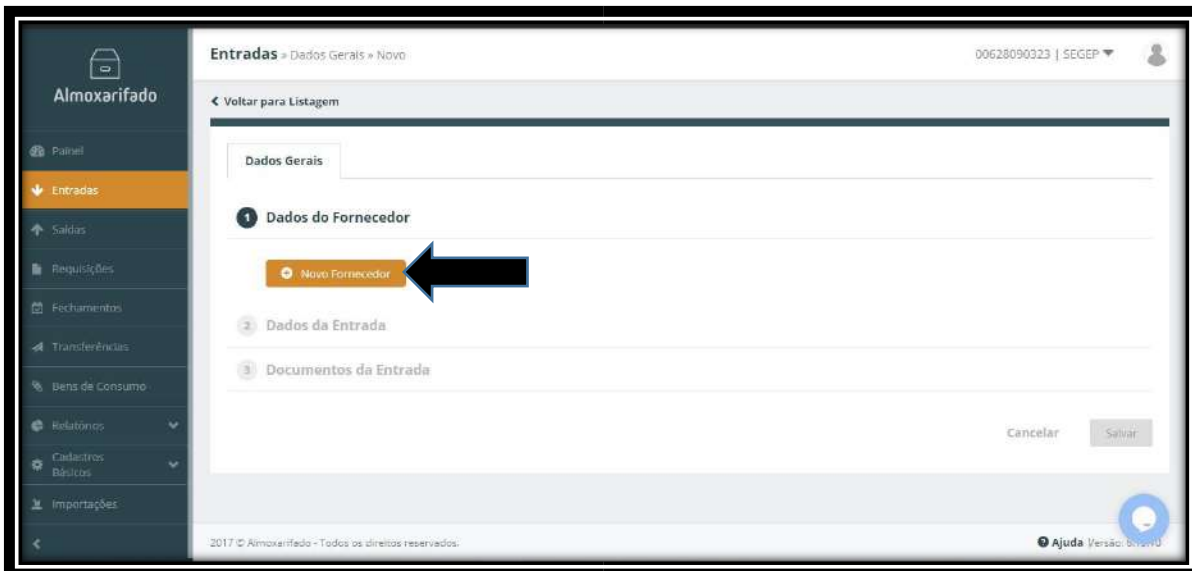 Almoxarifado
Painel
Entradas
Saídas
Requisições
Fechamentos
Transferências
Bens de Consumo
Relatórios
Cadastros
Básicos
Importações
Entradas » Dados Gerais » Novo
00628090323 | SEGEP
Voltar para Listagem
Dados Gerais
1 Dados do Fornecedor
Novo Fornecedor
2 Dados da Entrada
3 Documentos da Entrada
Cancelar
Salvar
2017 © Almoxarifado - Todos os direitos reservados.
Ajuda Versão: